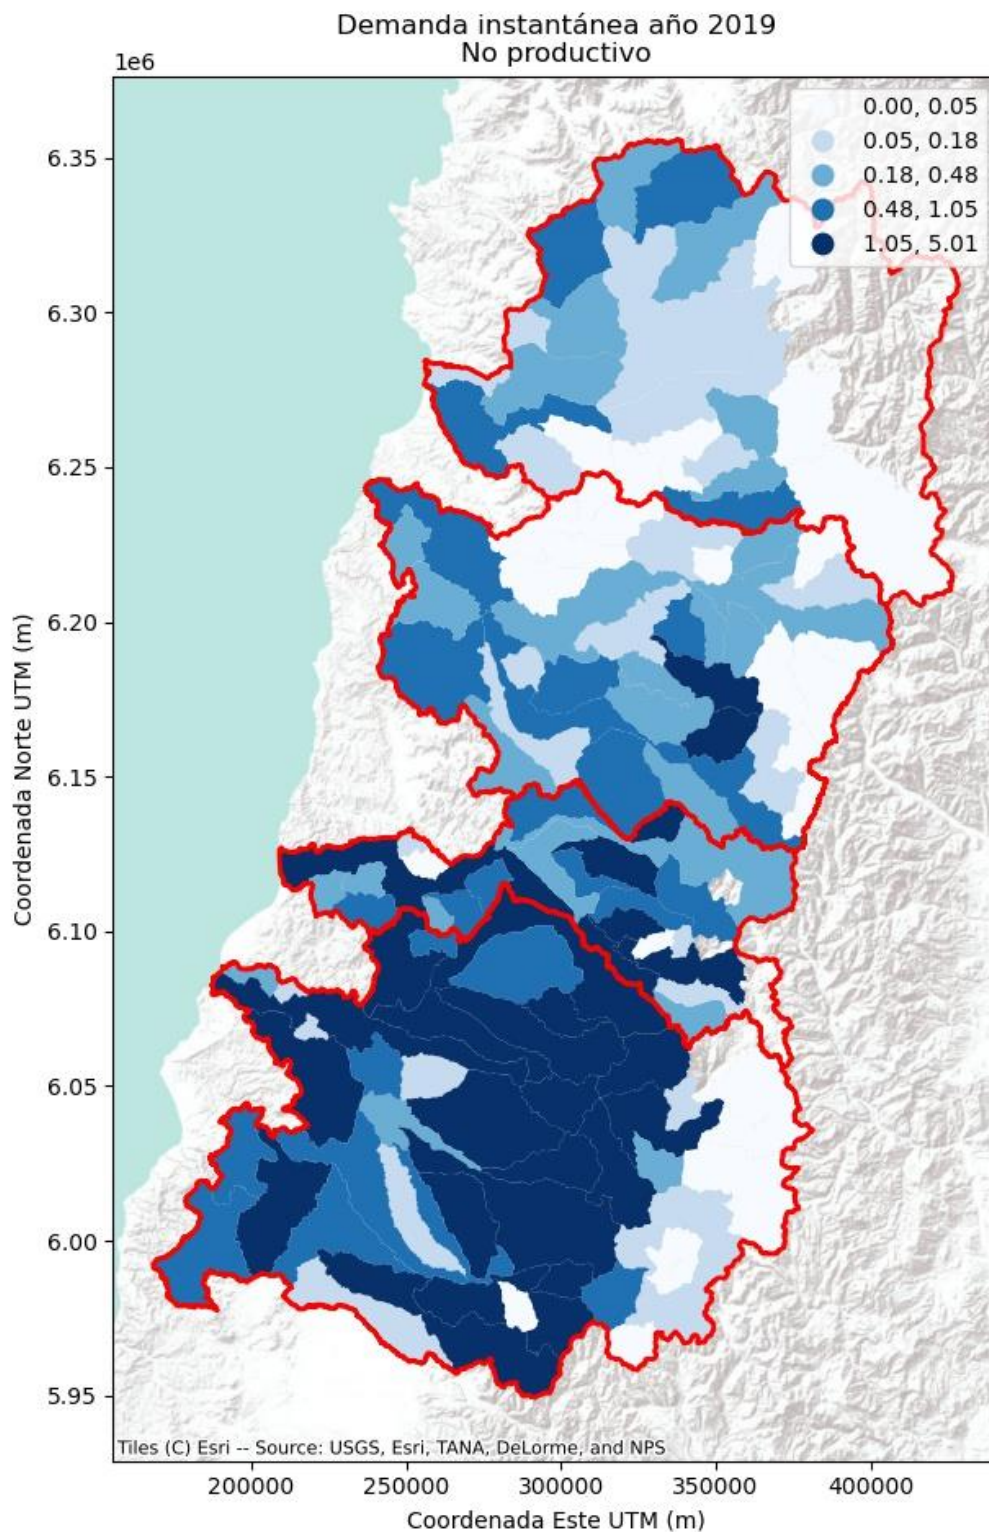 Demanda instantánea año 2019
No productivo
1e6
0.00, 0.05
0.05, 0.18
0.18, 0.48
0.48, 1.05
1.05, 5.01
6.35
6.30
6.25
6.20
6.15
6.10
6.05
6.00
5.95
Coordenada Norte UTM (m)
Tiles (C) Esri -- Source: USGS, Esri, TANA, DeLorme, and NPS
200000 250000 300000 350000 400000
Coordenada Este UTM (m)